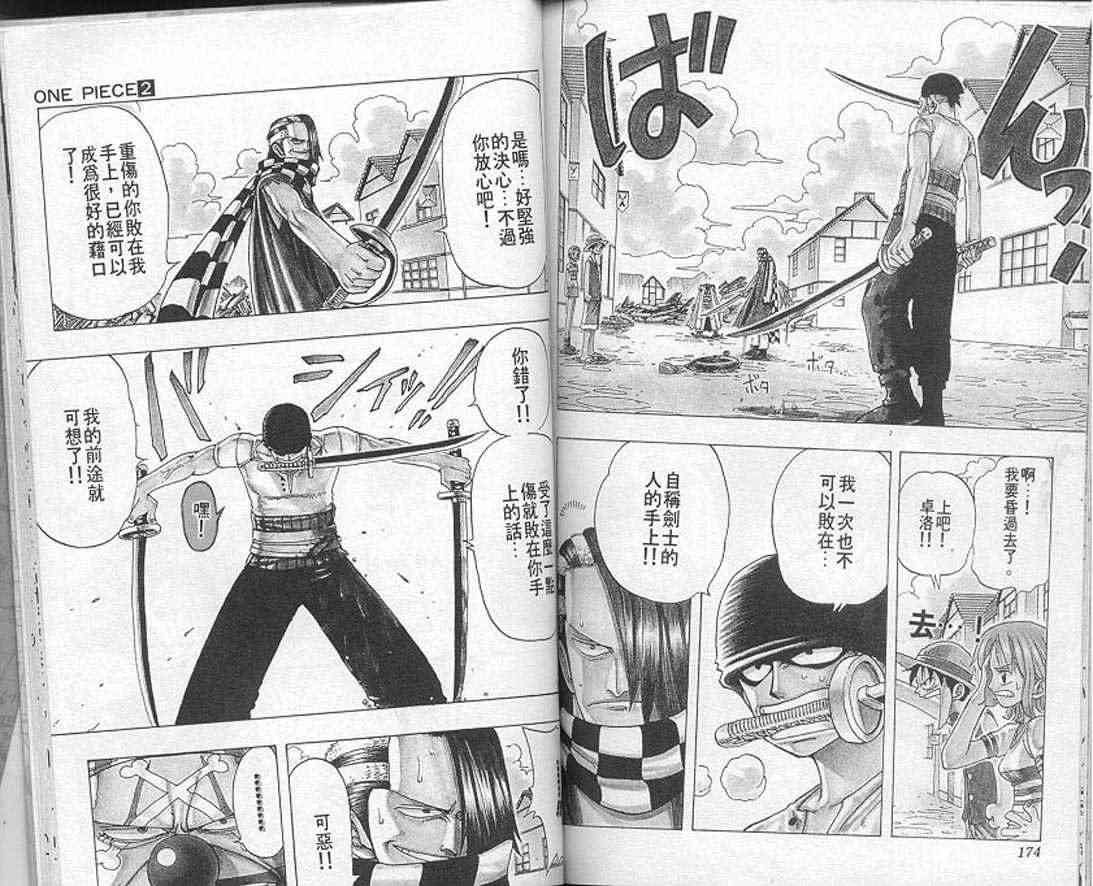 ばんっ!!
ボタ
ボタ
啊…!
我要昏過去了。
上吧!
卓洛!!
去…!
我一次也不
可以敗在…
自稱劍士的
人的手上!!
174
ONE PIECE 2
是嗎…好堅強
的決心…不過
你放心吧!
重傷的你敗在我
手上,已經可以
成爲很好的藉口
了!
你錯了!!
受了這麼一點
傷就敗在你手
上的話…
嘿!
我的前途就
可想了!!
可惡!!
…………